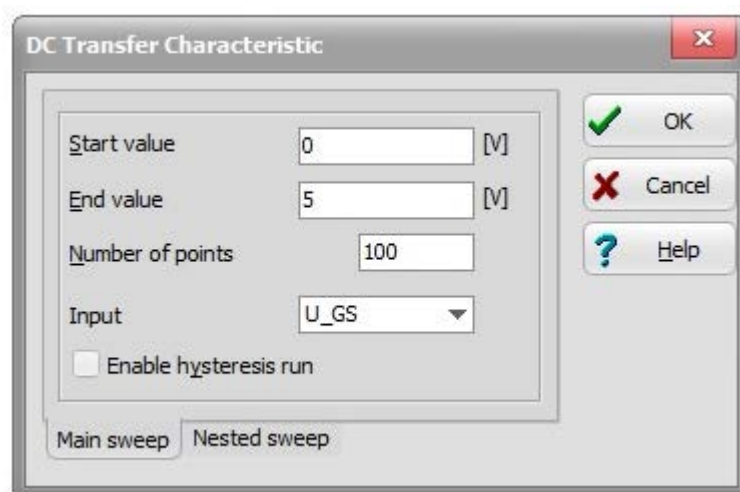 DC Transfer Characteristic
Start value 0 [V]
End value 5 [V]
Number of points 100
Input U_GS
Enable hysteresis run
Main sweep Nested sweep
OK
Cancel
? Help